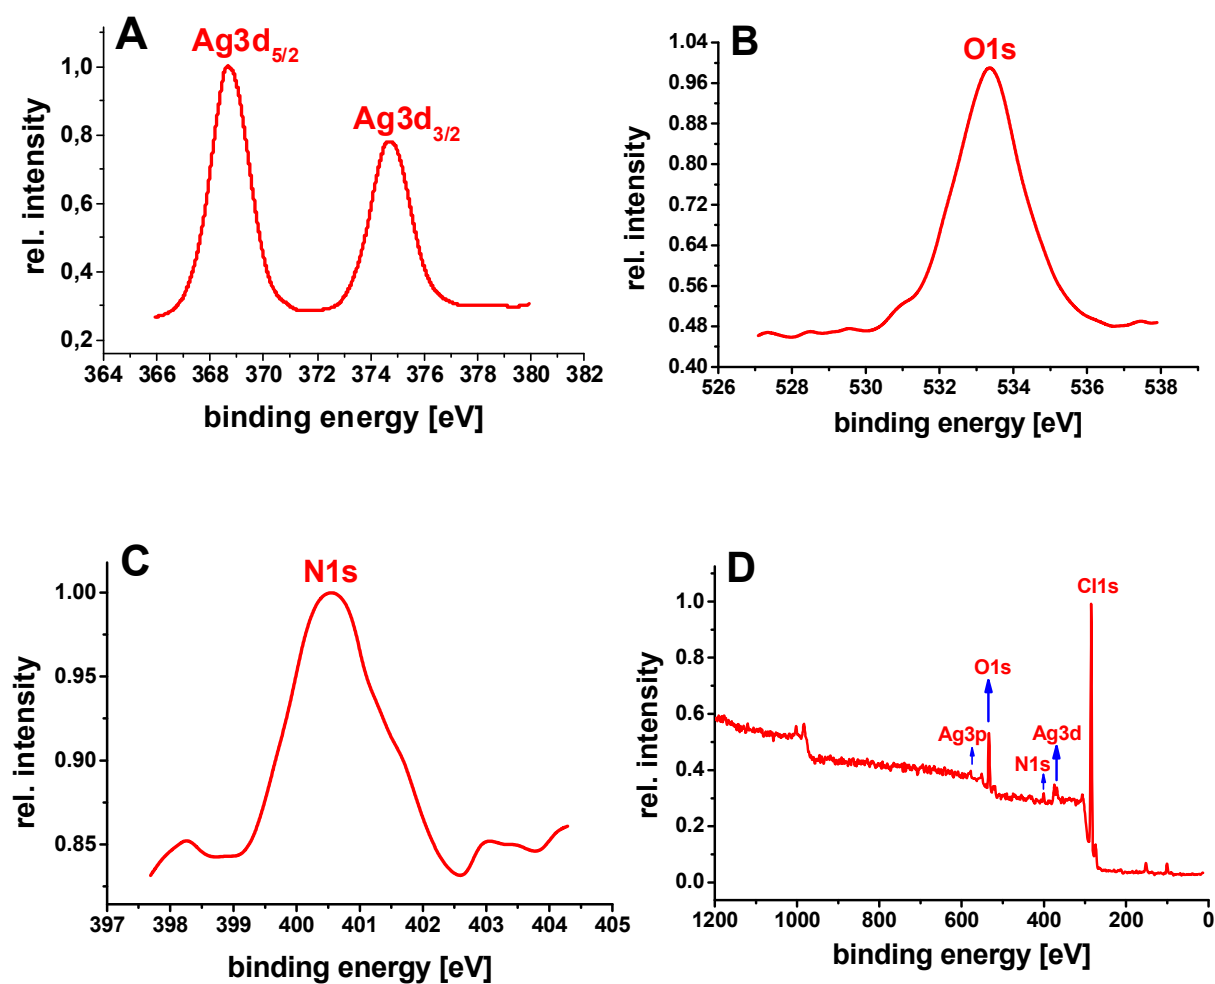 A
Ag3d5/2
Ag3d3/2
1,0
0,8
0,6
0,4
0,2
rel. intensity
364 366 368 370 372 374 376 378 380 382
binding energy [eV]
B
O1s
1.04
0.96
0.88
0.80
0.72
0.64
0.56
0.48
0.40
rel. intensity
526 528 530 532 534 536 538
binding energy [eV]
C
N1s
1.00
0.95
0.90
0.85
rel. intensity
397 398 399 400 401 402 403 404 405
binding energy [eV]
D
Cl1s
O1s
Ag3p
Ag3d
N1s
1.0
0.8
0.6
0.4
0.2
0.0
rel. intensity
1200 1000 800 600 400 200 0
binding energy [eV]